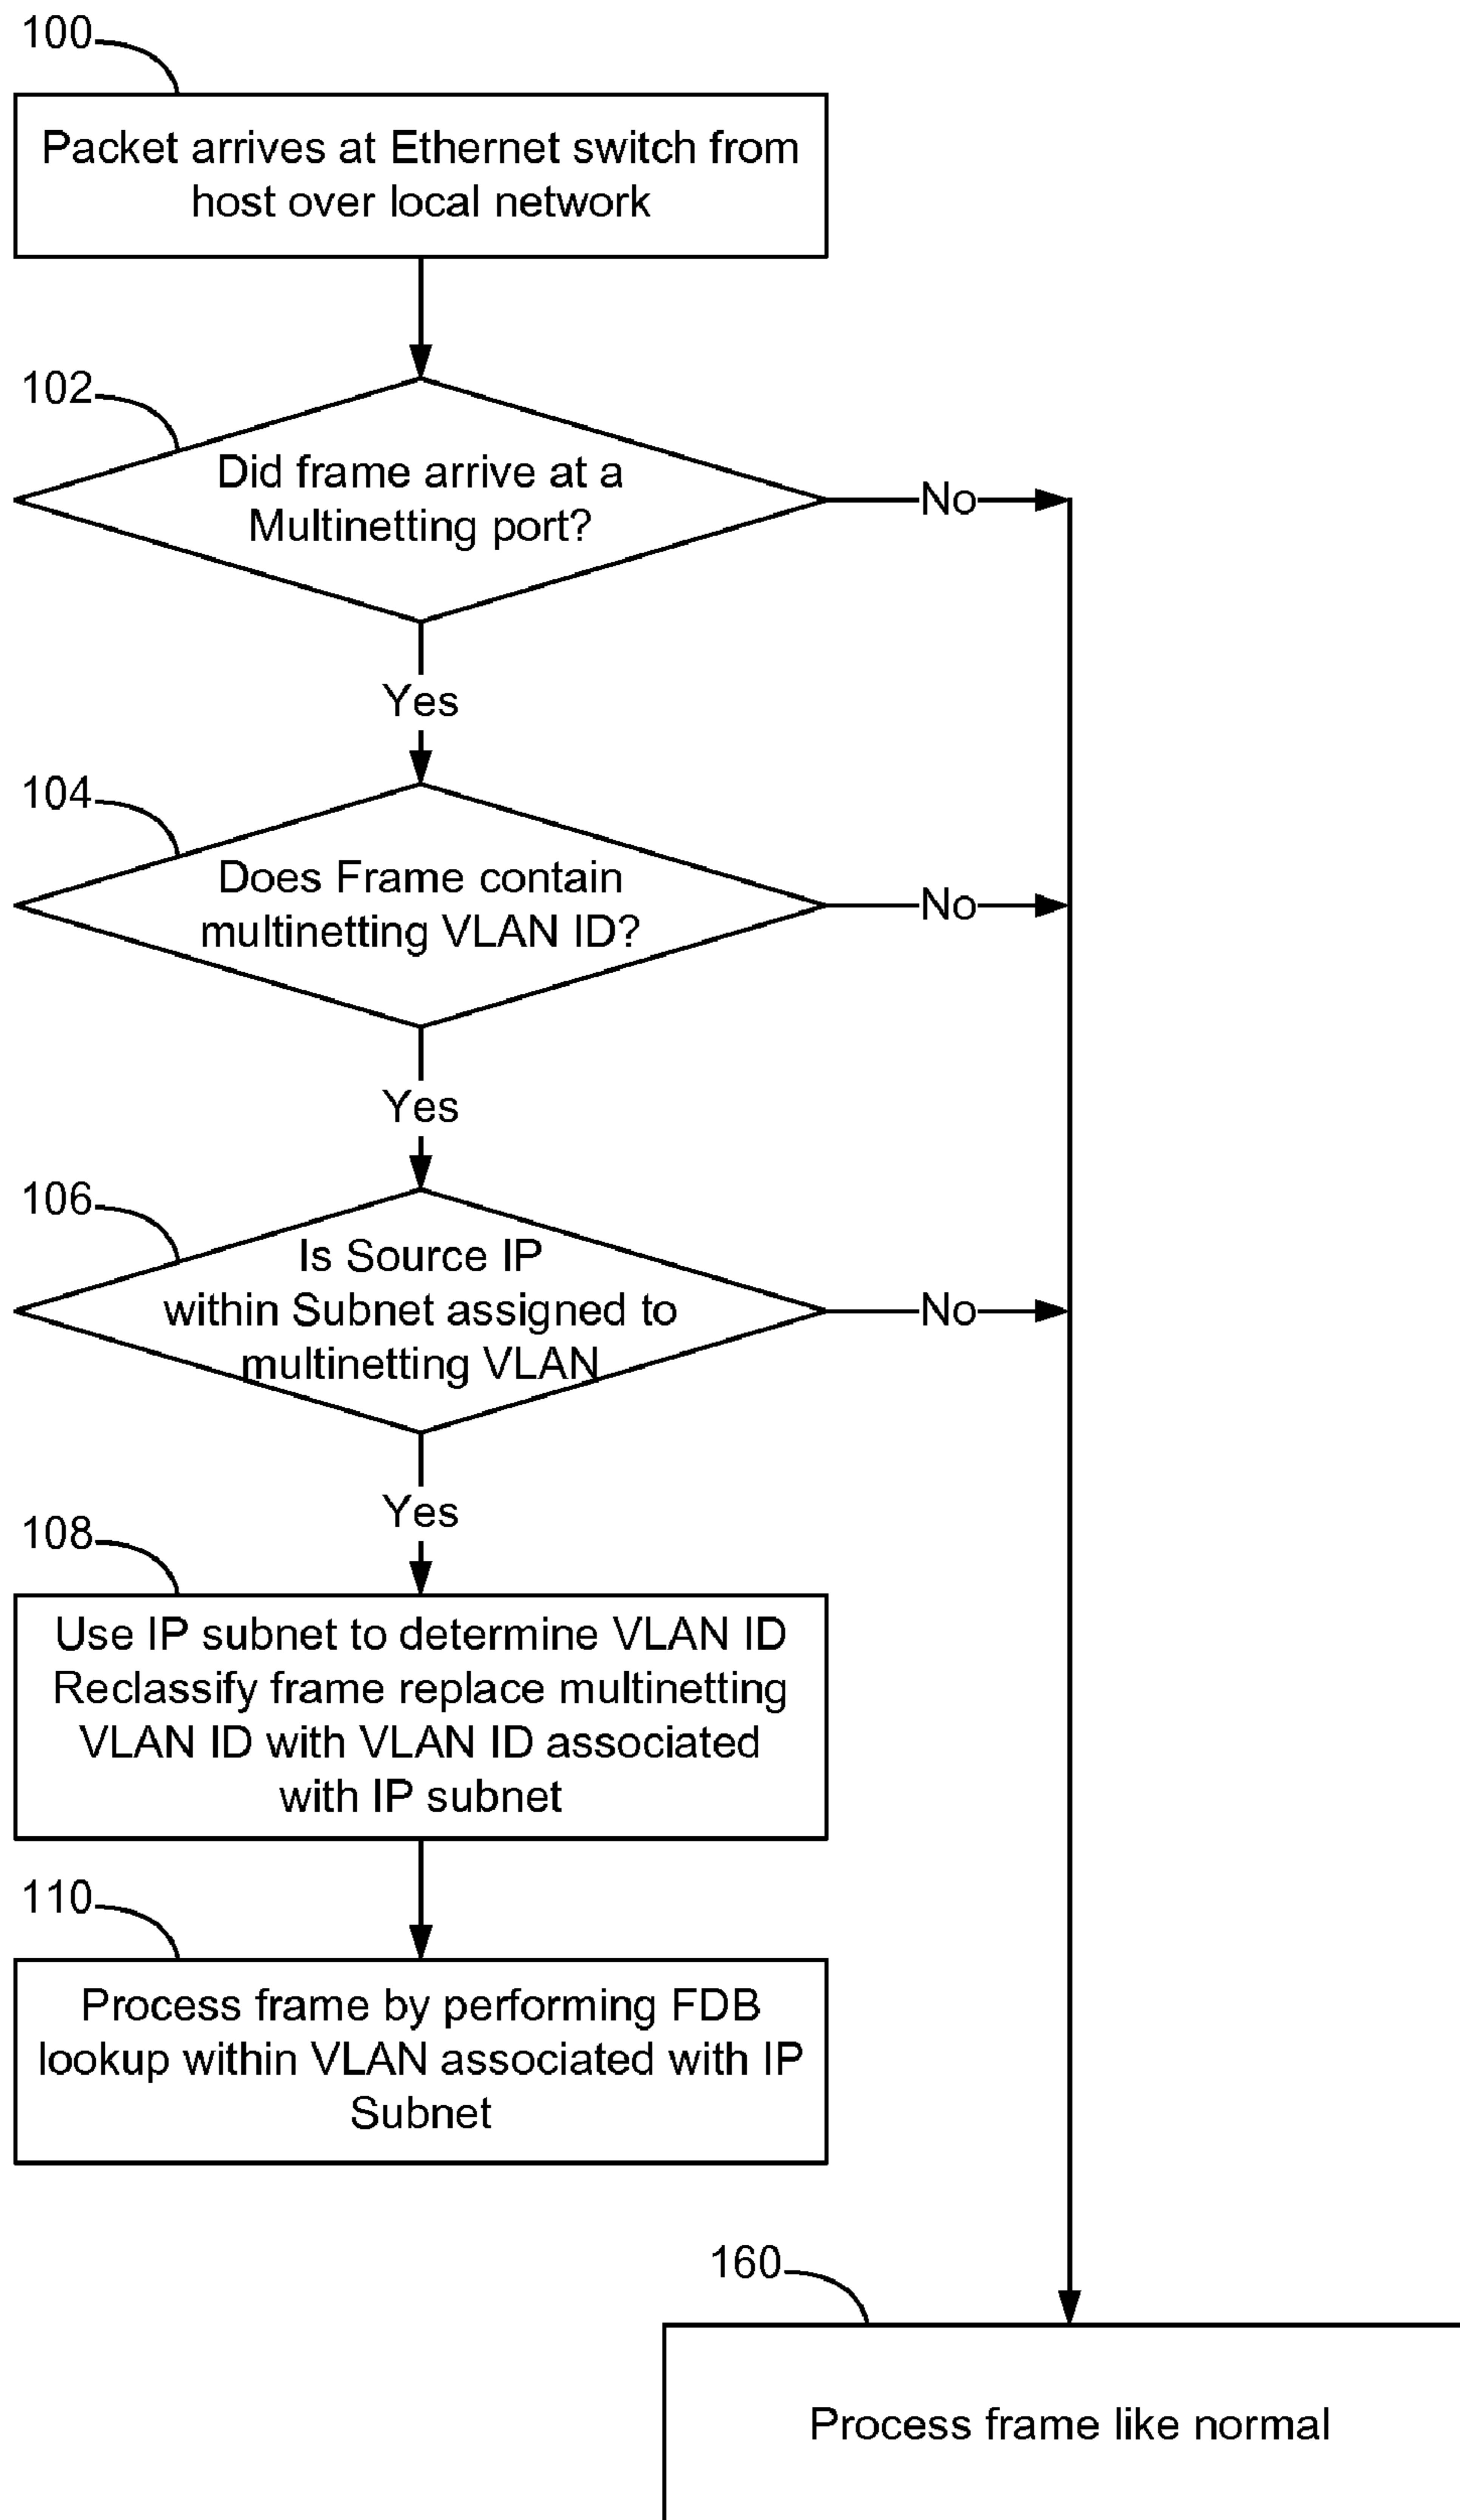 100
Packet arrives at Ethernet switch from
host over local network
102
Did frame arrive at a
Multinetting port?
No
Yes
104
Does Frame contain
multinetting VLAN ID?
No
Yes
106
Is Source IP
within Subnet assigned to
multinetting VLAN
No
Yes
108
Use IP subnet to determine VLAN ID
Reclassify frame replace multinetting
VLAN ID with VLAN ID associated
with IP subnet
110
Process frame by performing FDB
lookup within VLAN associated with IP
Subnet
160
Process frame like normal